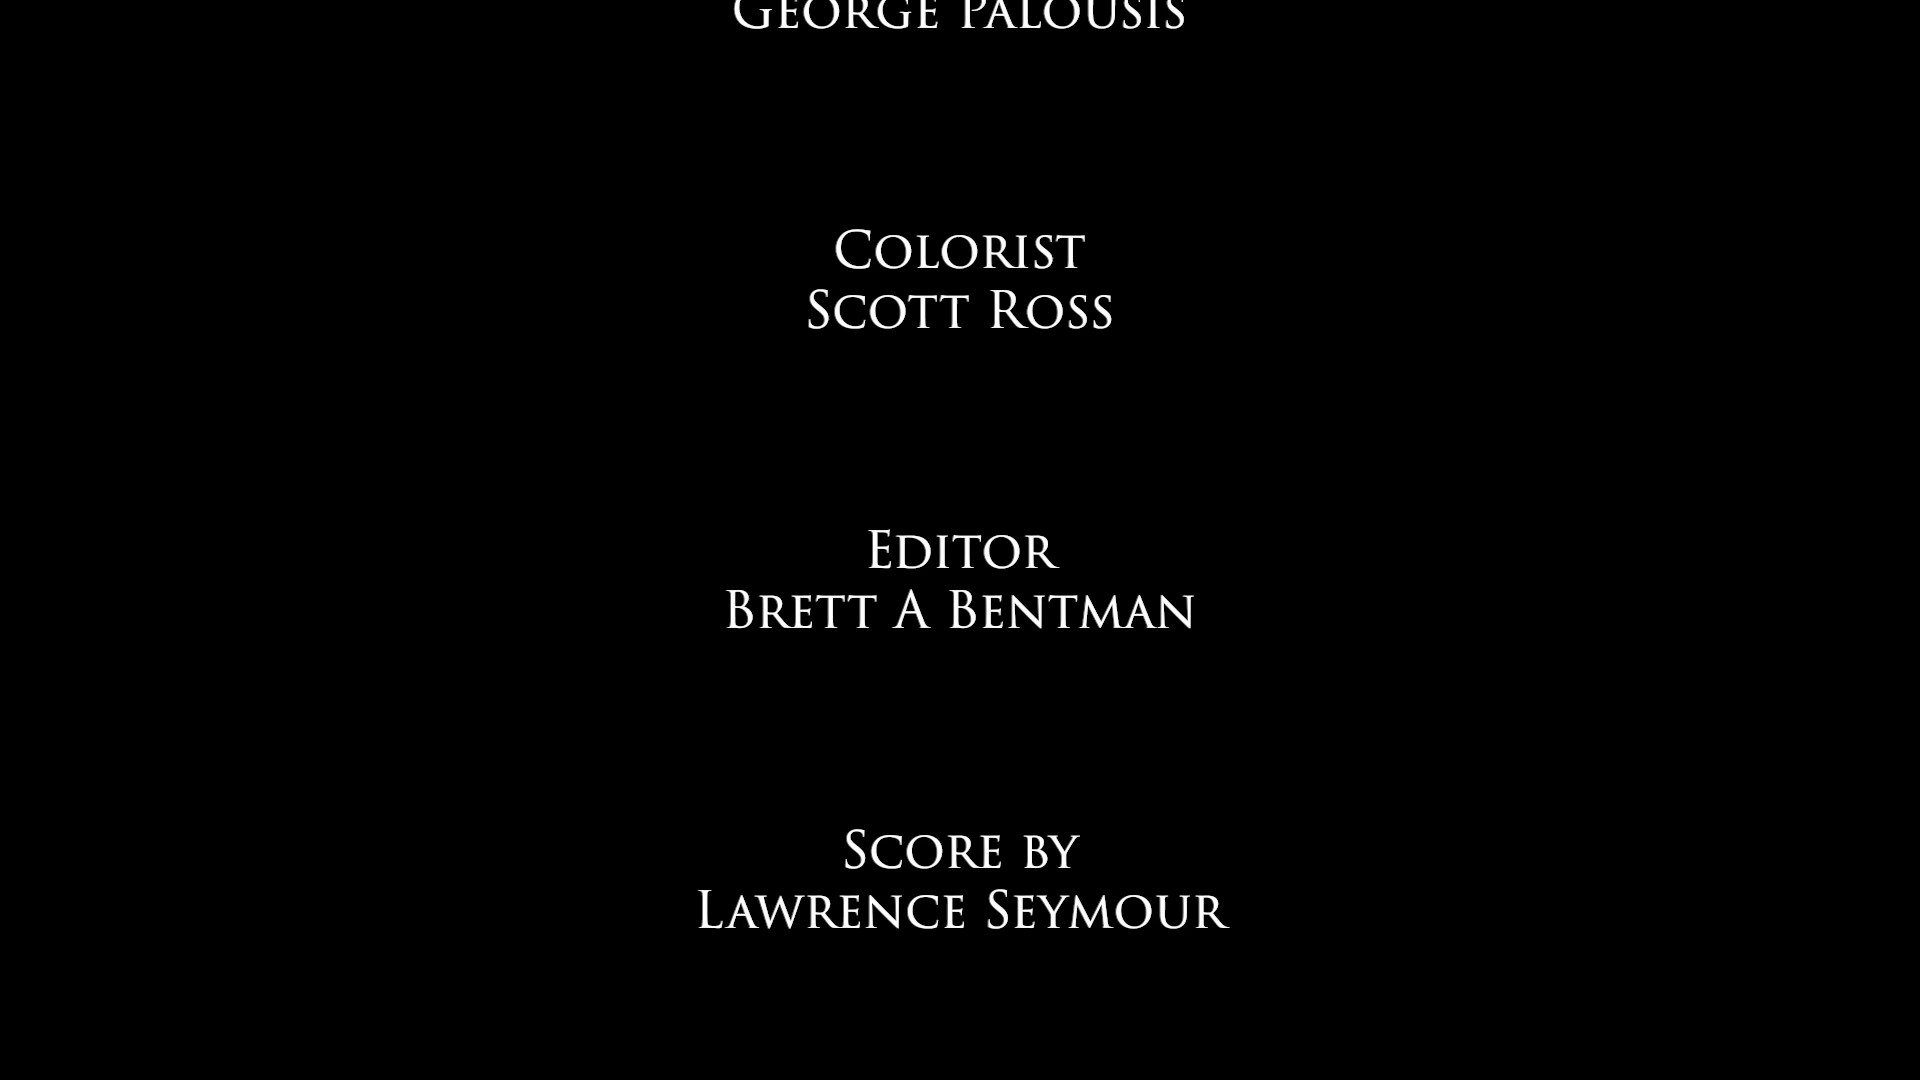 George Palousis
Colorist
Scott Ross
Editor
Brett A Bentman
Score by
Lawrence Seymour